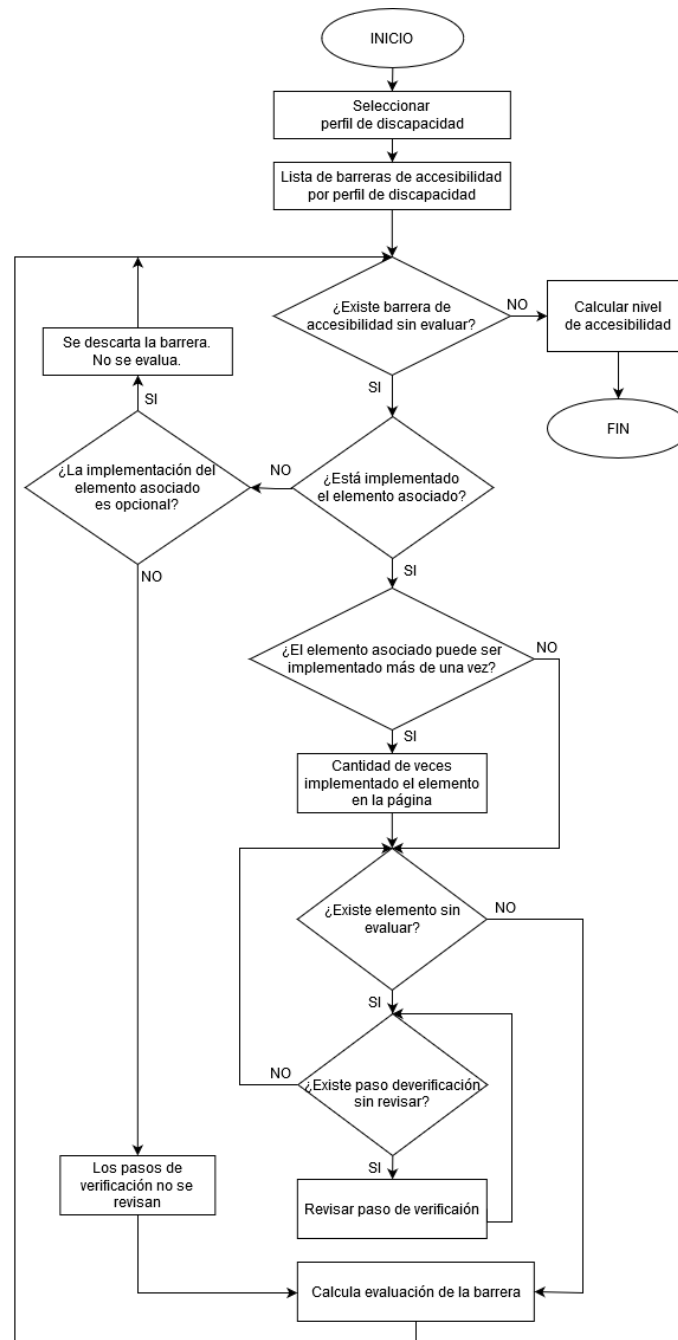 INICIO
Seleccionar
perfil de discapacidad
Lista de barreras de accesibilidad
por perfil de discapacidad
¿Existe barrera de
accesibilidad sin evaluar?
NO
Calcular nivel
de accesibilidad
FIN
SI
Se descarta la barrera.
No se evalua.
SI
¿La implementación del
elemento asociado
es opcional?
NO
¿Está implementado
el elemento asociado?
NO
SI
¿El elemento asociado puede ser
implementado más de una vez?
NO
SI
Cantidad de veces
implementado el elemento
en la página
¿Existe elemento sin
evaluar?
NO
SI
¿Existe paso deverificación
sin revisar?
NO
SI
Los pasos de
verificación no se
revisan
Revisar paso de verificaión
Calcula evaluación de la barrera